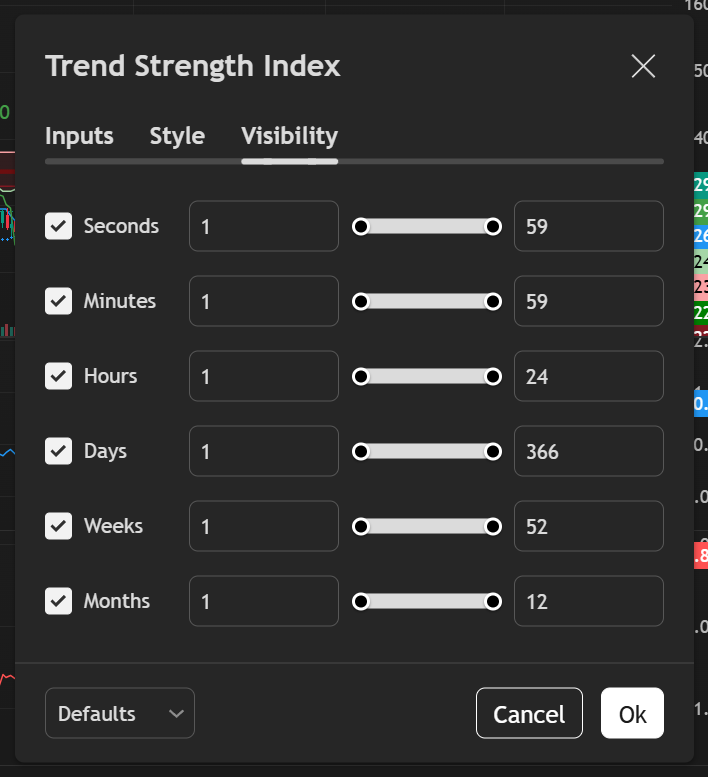 Trend Strength Index
Inputs Style Visibility
Seconds 1 59
Minutes 1 59
Hours 1 24
Days 1 366
Weeks 1 52
Months 1 12
Defaults Cancel Ok